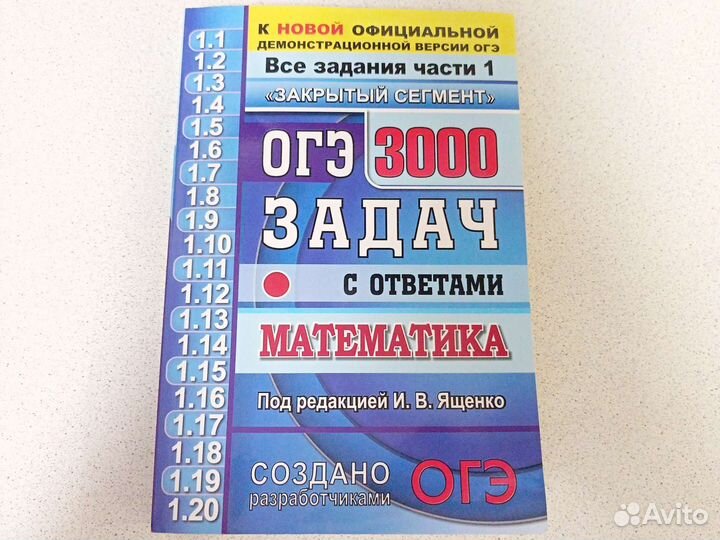 К НОВОЙ ОФИЦИАЛЬНОЙ
ДЕМОНСТРАЦИОННОЙ ВЕРСИИ ОГЭ
Все задания части 1
«ЗАКРЫТЫЙ СЕГМЕНТ»
ОГЭ 3000
ЗАДАЧ
С ОТВЕТАМИ
МАТЕМАТИКА
Под редакцией И. В. Ященко
СОЗДАНО
разработчиками
ОГЭ
1.1
1.2
1.3
1.4
1.5
1.6
1.7
1.8
1.9
1.10
1.11
1.12
1.13
1.14
1.15
1.16
1.17
1.18
1.19
1.20
Avito